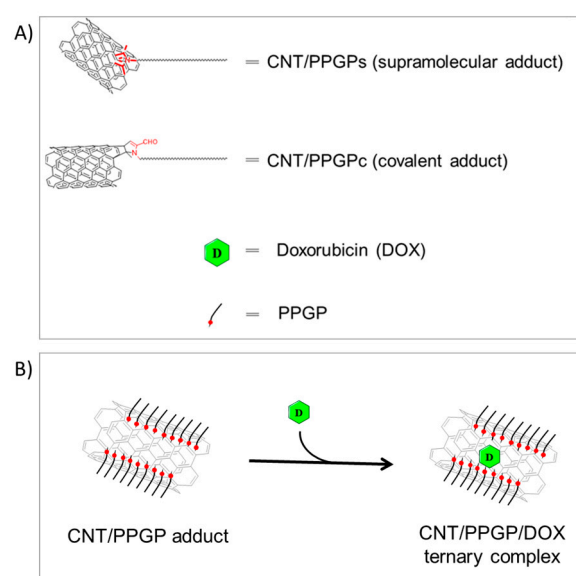 A)
= CNT/PPGPs (supramolecular adduct)
CHO
N
= CNT/PPGPc (covalent adduct)
D = Doxorubicin (DOX)
= PPGP
B)
D
D
CNT/PPGP adduct
CNT/PPGP/DOX
ternary complex